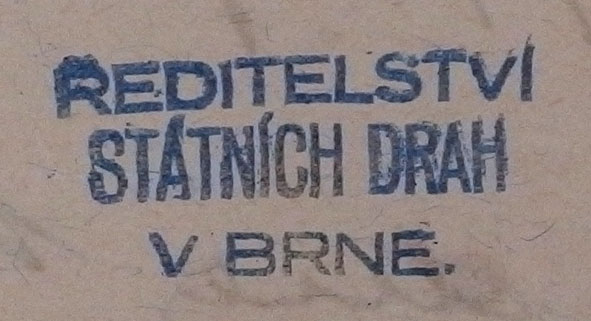 ŘEDITELSTVÍ
STÁTNÍCH DRAH
V BRNĚ.